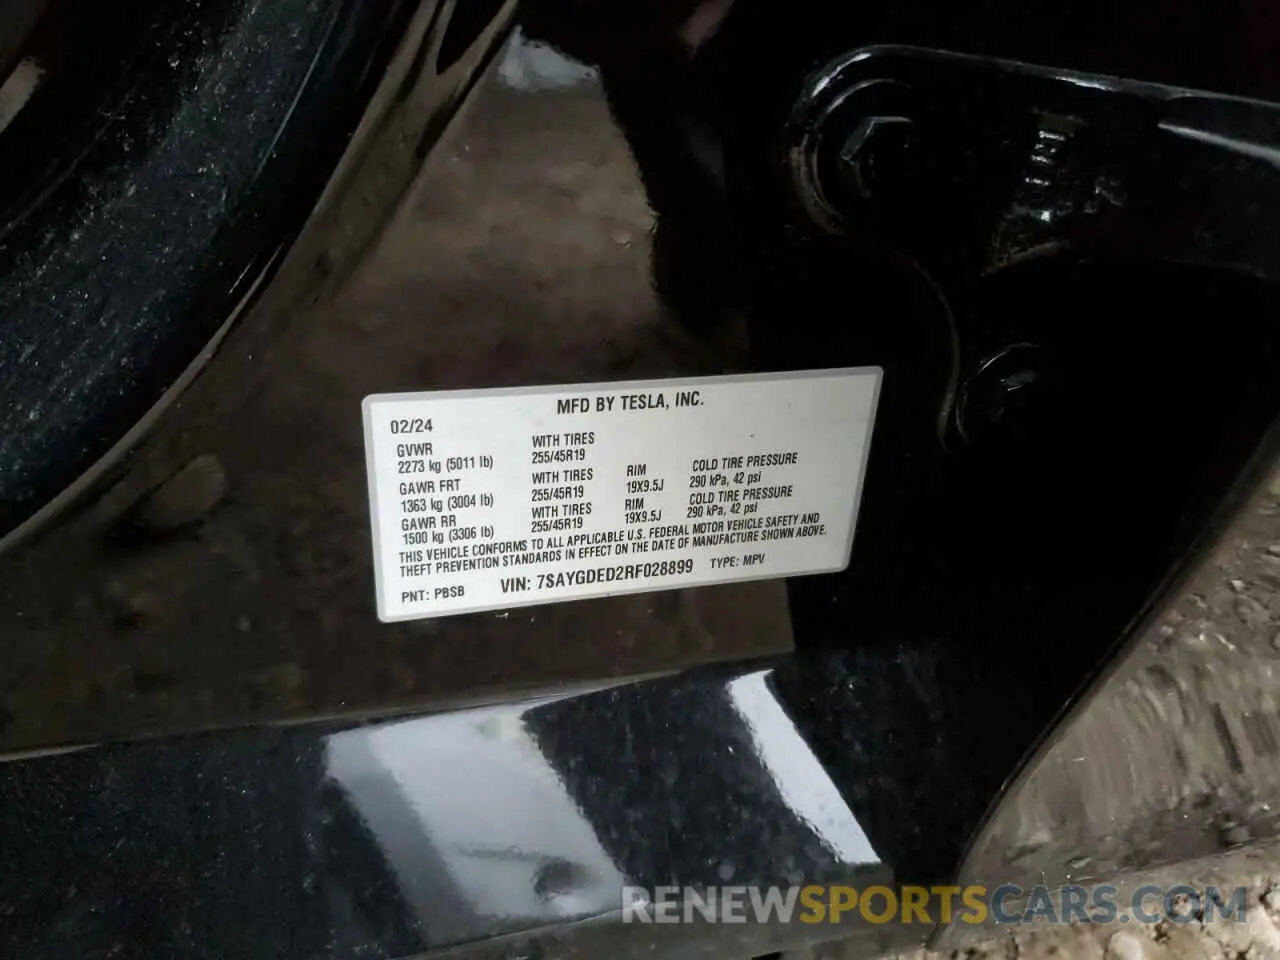 MFD BY TESLA, INC.
02/24
GVWR
2273 kg (5011 lb)
WITH TIRES
255/45R19
GAWR FRT
1363 kg (3004 lb)
WITH TIRES
255/45R19
RIM
19X9.5J
COLD TIRE PRESSURE
290 kPa, 42 psi
GAWR RR
1500 kg (3306 lb)
WITH TIRES
255/45R19
RIM
19X9.5J
COLD TIRE PRESSURE
290 kPa, 42 psi
THIS VEHICLE CONFORMS TO ALL APPLICABLE U.S. FEDERAL MOTOR VEHICLE SAFETY AND
THEFT PREVENTION STANDARDS IN EFFECT ON THE DATE OF MANUFACTURE SHOWN ABOVE.
PNT: PBSB VIN: 7SAYGDED2RF028899 TYPE: MPV
RENEWSPORTSCARS.COM